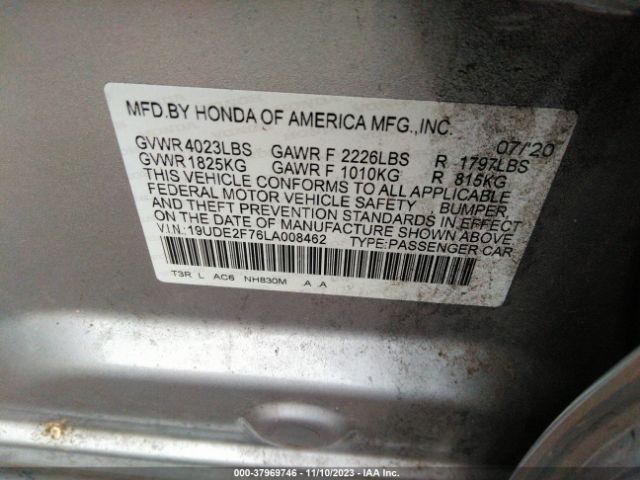 MFD.BY HONDA OF AMERICA MFG.,INC.
07/'20
GVWR 4023LBS GAWR F 2226LBS R 1797LBS
GVWR 1825KG GAWR F 1010KG R 815KG
THIS VEHICLE CONFORMS TO ALL APPLICABLE
FEDERAL MOTOR VEHICLE SAFETY BUMPER
AND THEFT PREVENTION STANDARDS IN EFFECT
ON THE DATE OF MANUFACTURE SHOWN ABOVE
V.I.N.:19UDE2F76LA008462 TYPE:PASSENGER CAR
T3R L AC6 NH830M A A
000-37969746 — 11/10/2023 — IAA Inc.